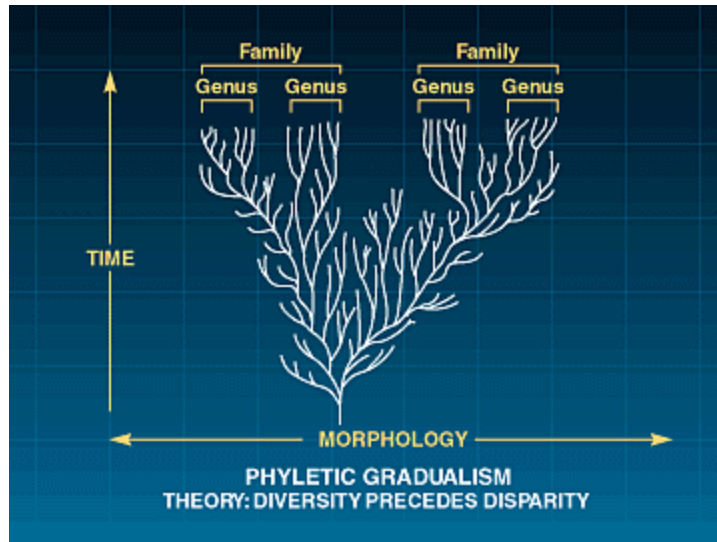 Family Family
Genus Genus Genus Genus
TIME
MORPHOLOGY
PHYLETIC GRADUALISM
THEORY: DIVERSITY PRECEDES DISPARITY